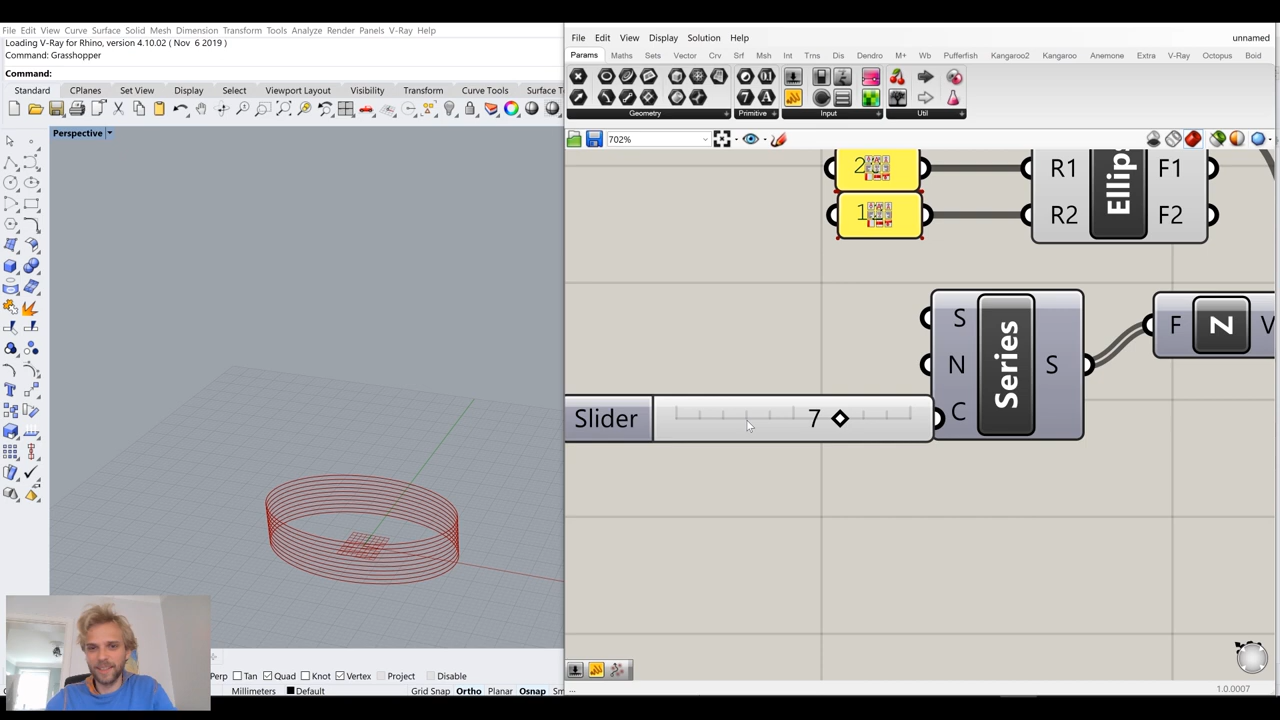 File Edit View Curve Surface Solid Mesh Dimension Transform Tools Analyze Render Panels V-Ray Help
Loading V-Ray for Rhino, version 4.10.02 ( Nov 6 2019 )
Command: Grasshopper
Command:
Standard CPlanes Set View Display Select Viewport Layout Visibility Transform Curve Tools Surface T
Perspective
Perp Tan Quad Knot Vertex Project Disable
Millimeters Default Grid Snap Ortho Planar Osnap
File Edit View Display Solution Help unnamed
Params Maths Sets Vector Crv Srf Msh Int Trns Dis Dendro M+ Wb Pufferfish Kangaroo2 Kangaroo Anemone Extra V-Ray Octopus Boid
Geometry Primitive Input Util
702%
2 R1 Ellip F1
1 R2 F2
S
N Series S F Z V
C
Slider 7
... 1.0.0007